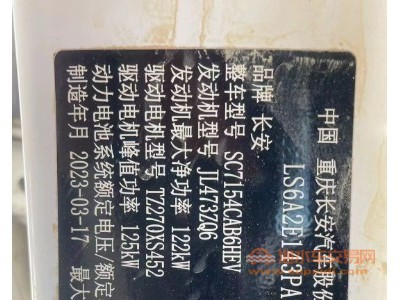 中国 重庆长安汽车股份
LS6A2E1Z3PA
品牌 长安
整车型号 SC7154CAB6HEV
发动机型号 JL473ZQ6
发动机最大净功率 122kW
驱动电机型号 TZ270XS4S2
驱动电机峰值功率 125kW
动力电池系统额定电压/额定
制造年月 2023-03-17 最大